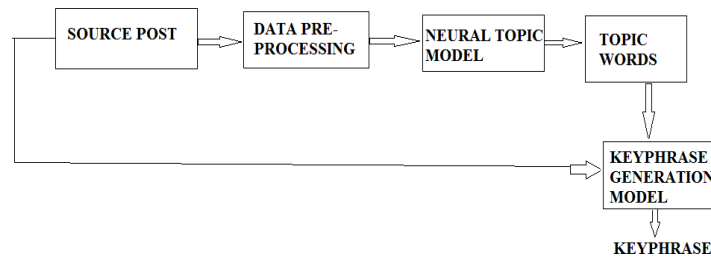 SOURCE POST
DATA PRE-
PROCESSING
NEURAL TOPIC
MODEL
TOPIC
WORDS
KEYPHRASE
GENERATION
MODEL
KEYPHRASE